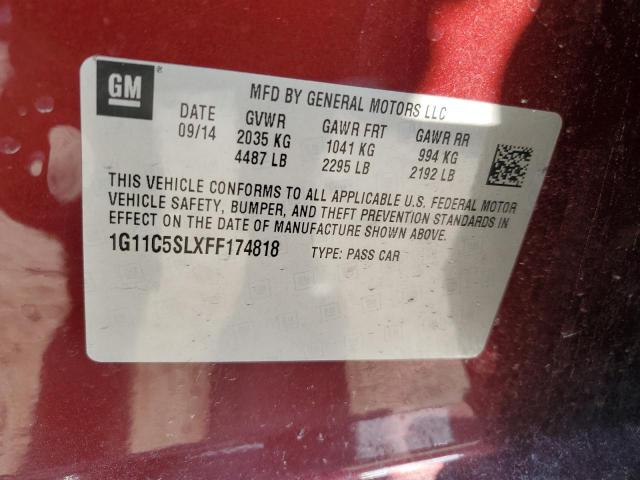 GM ®
MFD BY GENERAL MOTORS LLC
DATE GVWR GAWR FRT GAWR RR
09/14 2035 KG 1041 KG 994 KG
4487 LB 2295 LB 2192 LB
THIS VEHICLE CONFORMS TO ALL APPLICABLE U.S. FEDERAL MOTOR
VEHICLE SAFETY, BUMPER, AND THEFT PREVENTION STANDARDS IN
EFFECT ON THE DATE OF MANUFACTURE SHOWN ABOVE.
1G11C5SLXFF174818 TYPE: PASS CAR